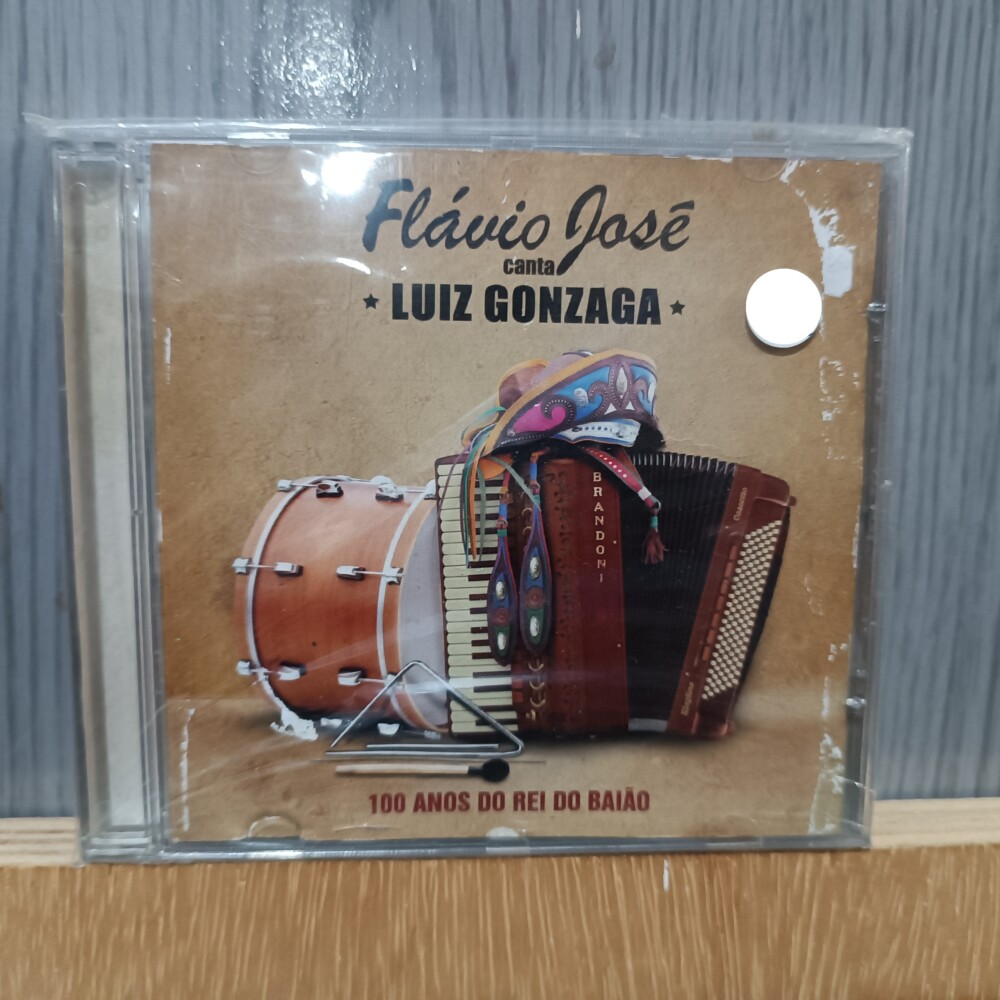 Flávio José
canta
LUIZ GONZAGA
BRANDONI
100 ANOS DO REI DO BAIÃO